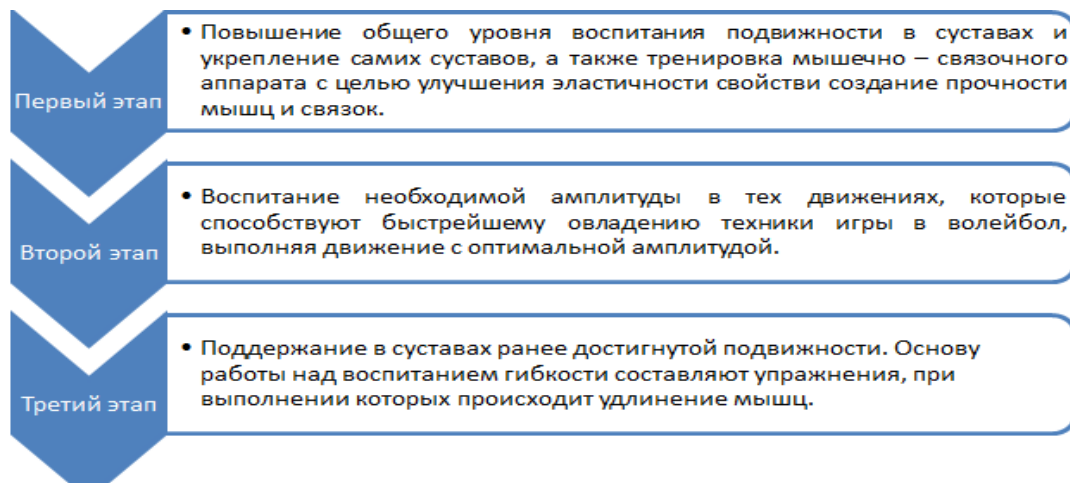 Первый этап
• Повышение общего уровня воспитания подвижности в суставах и
укрепление самих суставов, а также тренировка мышечно – связочного
аппарата с целью улучшения эластичности свойстви создание прочности
мышц и связок.
Второй этап
• Воспитание необходимой амплитуды в тех движениях, которые
способствуют быстрейшему овладению техники игры в волейбол,
выполняя движение с оптимальной амплитудой.
Третий этап
• Поддержание в суставах ранее достигнутой подвижности. Основу
работы над воспитанием гибкости составляют упражнения, при
выполнении которых происходит удлинение мышц.